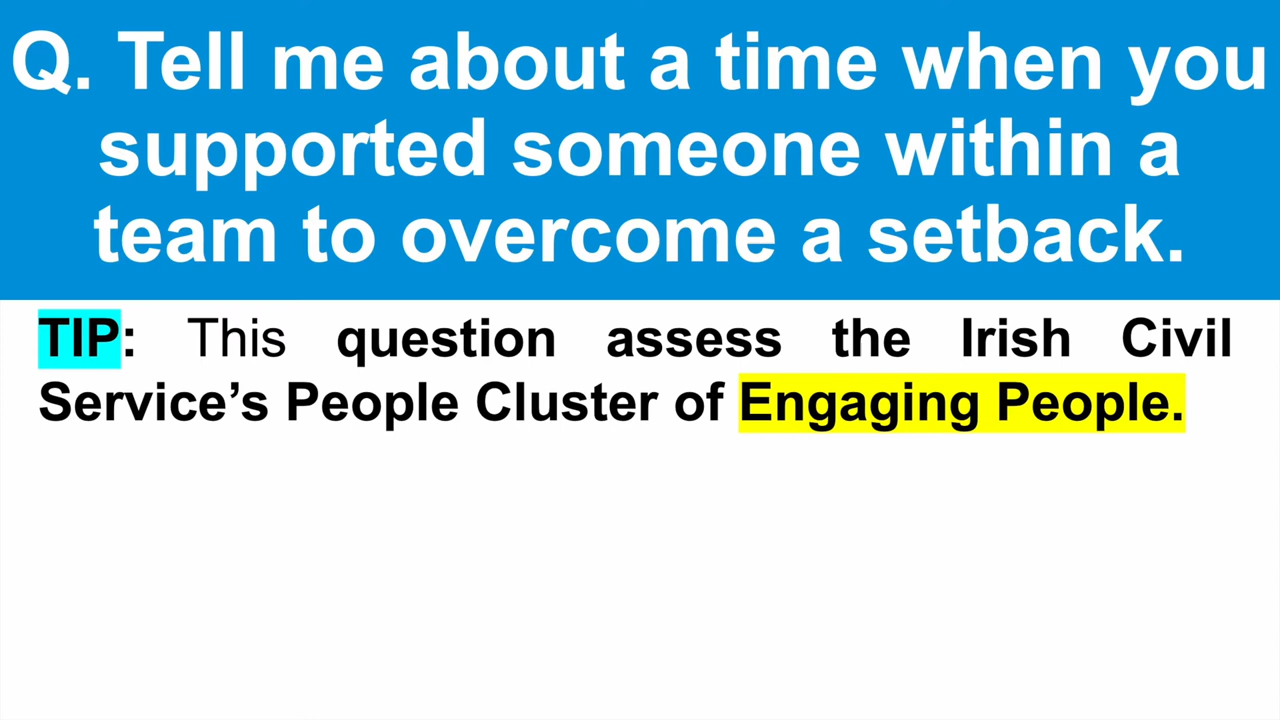 Q. Tell me about a time when you
supported someone within a
team to overcome a setback.
TIP: This question assess the Irish Civil
Service’s People Cluster of Engaging People.